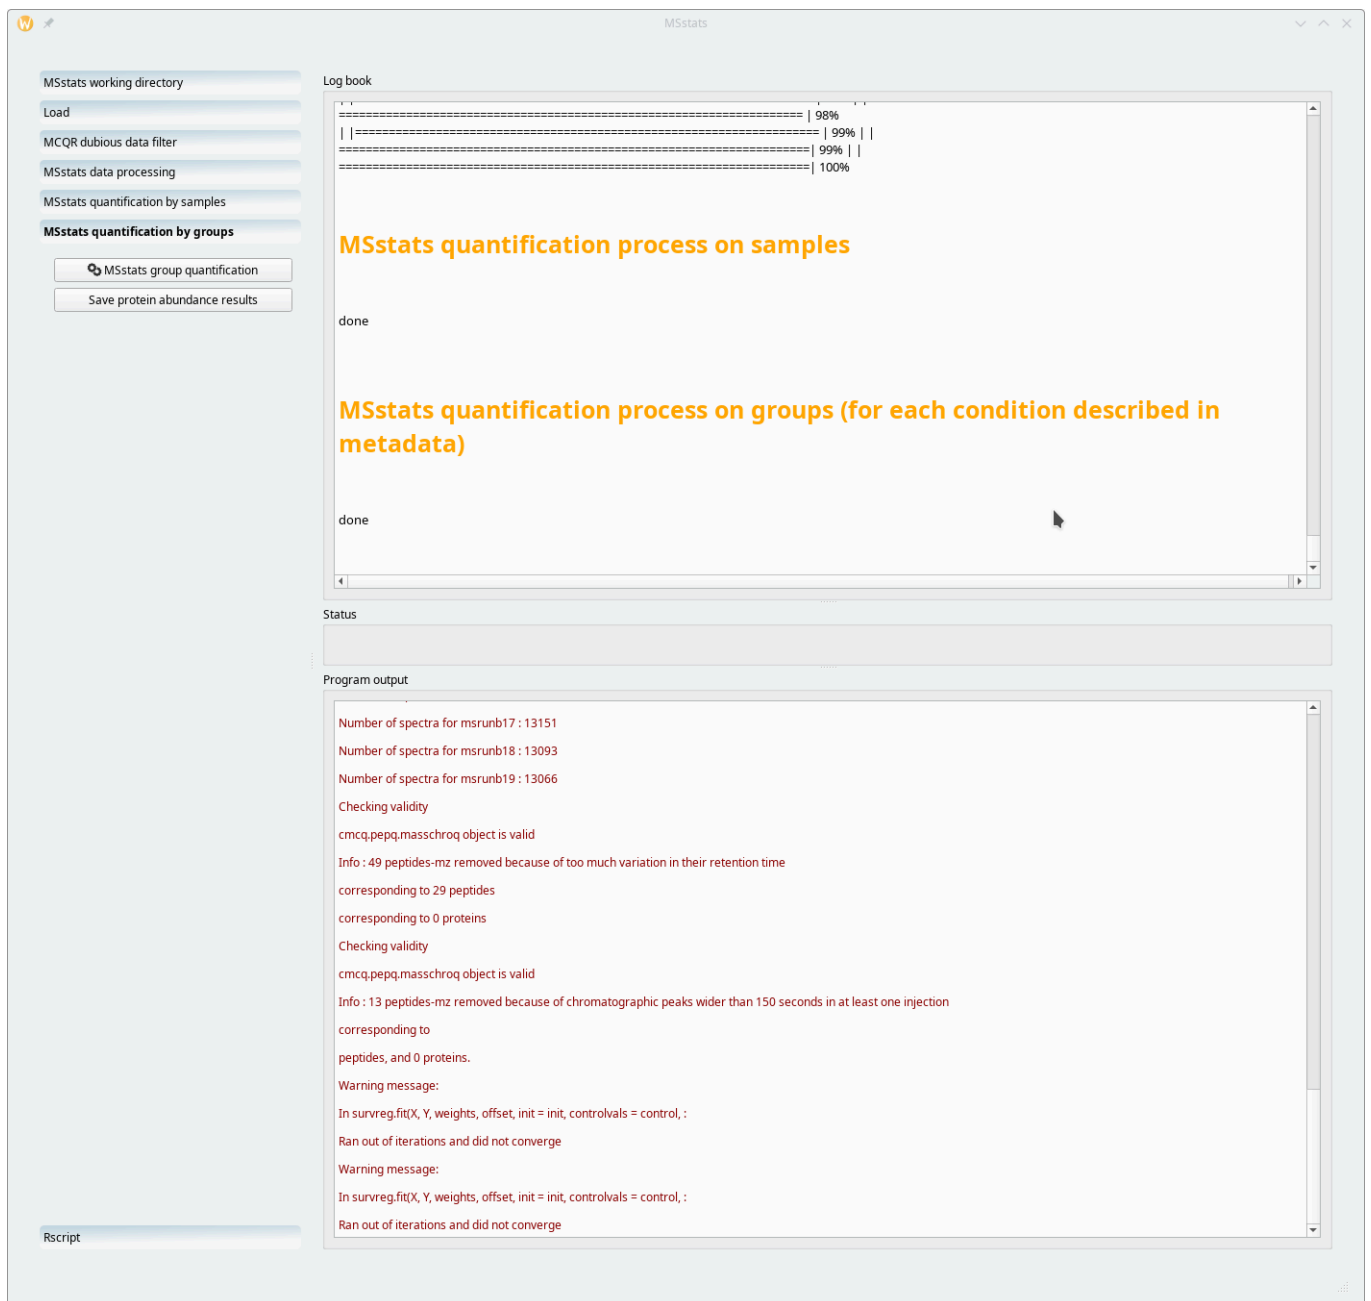 MSstats
MSstats working directory
Load
MCQR dubious data filter
MSstats data processing
MSstats quantification by samples
MSstats quantification by groups
MSstats group quantification
Save protein abundance results
Rscript
Log book
====================================================================== | 98%
| |====================================================================== | 99% | |
=======================================================================| 99% | |
=======================================================================| 100%
MSstats quantification process on samples
done
MSstats quantification process on groups (for each condition described in
metadata)
done
Status
Program output
Number of spectra for msrunb17 : 13151
Number of spectra for msrunb18 : 13093
Number of spectra for msrunb19 : 13066
Checking validity
cmcq.pepq.masschroq object is valid
Info : 49 peptides-mz removed because of too much variation in their retention time
corresponding to 29 peptides
corresponding to 0 proteins
Checking validity
cmcq.pepq.masschroq object is valid
Info : 13 peptides-mz removed because of chromatographic peaks wider than 150 seconds in at least one injection
corresponding to
peptides, and 0 proteins.
Warning message:
In survreg.fit(X, Y, weights, offset, init = init, controlvals = control, :
Ran out of iterations and did not converge
Warning message:
In survreg.fit(X, Y, weights, offset, init = init, controlvals = control, :
Ran out of iterations and did not converge